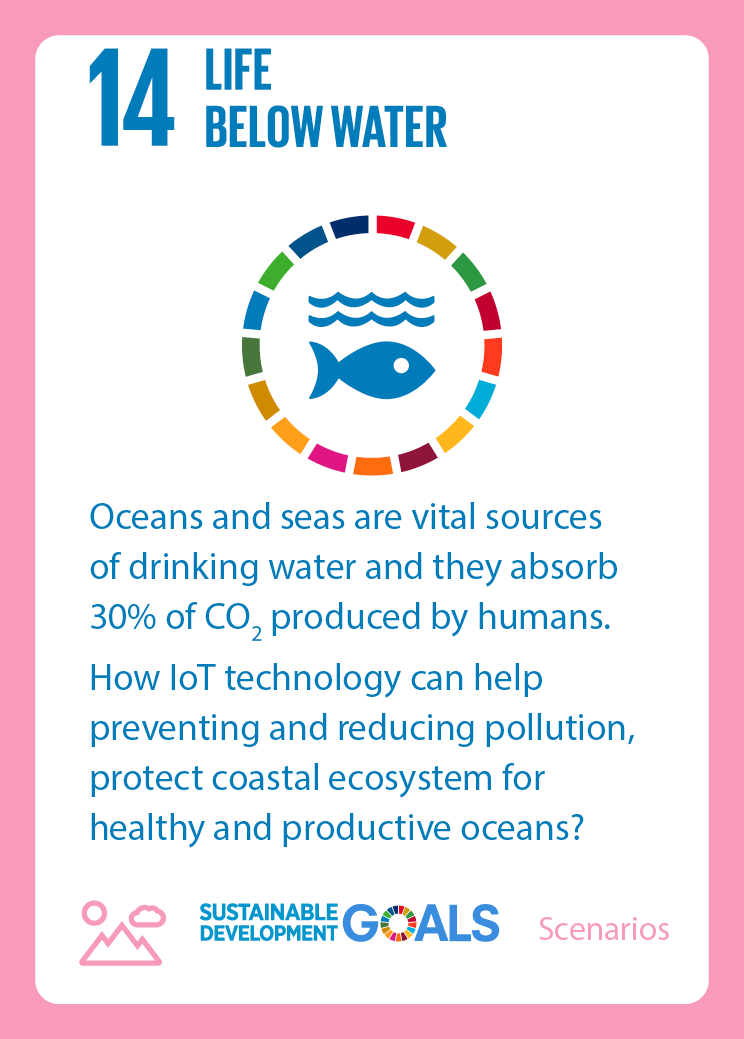 14 LIFE
BELOW WATER
Oceans and seas are vital sources
of drinking water and they absorb
30% of CO₂ produced by humans.
How IoT technology can help
preventing and reducing pollution,
protect coastal ecosystem for
healthy and productive oceans?
SUSTAINABLE
DEVELOPMENT GOALS
Scenarios